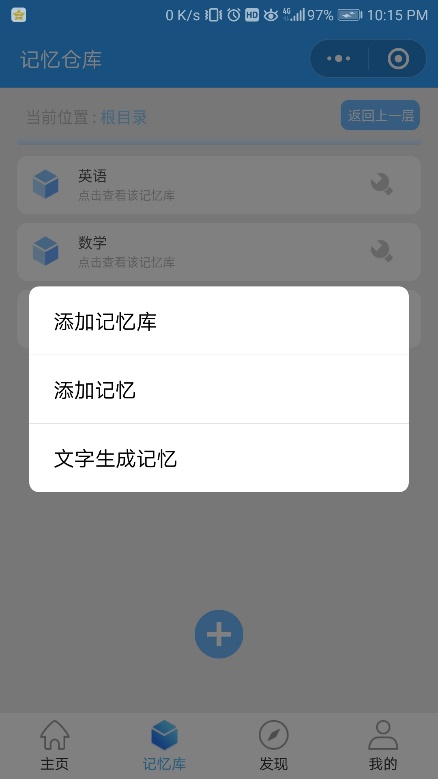 0 K/s HD 4G 97% 10:15 PM
记忆仓库
当前位置:根目录
返回上一层
英语
点击查看该记忆库
数学
点击查看该记忆库
添加记忆库
添加记忆
文字生成记忆
主页
记忆库
发现
我的